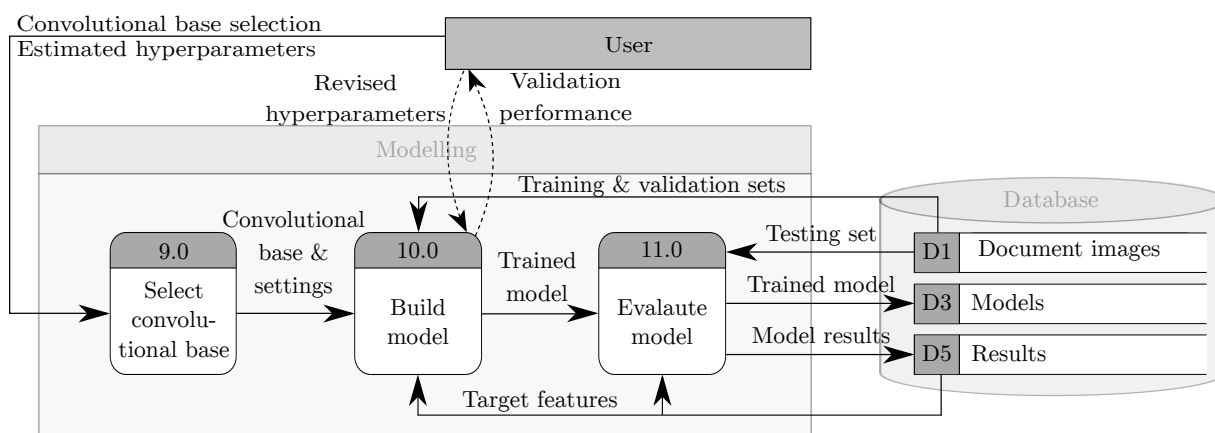 Convolutional base selection
Estimated hyperparameters
User
Revised
hyperparameters
Validation
performance
Modelling
Training & validation sets
Database
9.0
Select
convolu-
tional base
Convolutional
base &
settings
10.0
Build
model
Trained
model
11.0
Evalaute
model
Testing set
Trained model
Model results
D1
Document images
D3
Models
D5
Results
Target features